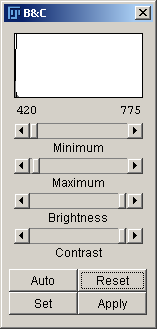 B&C
420 775
Minimum
Maximum
Brightness
Contrast
Auto Reset
Set Apply